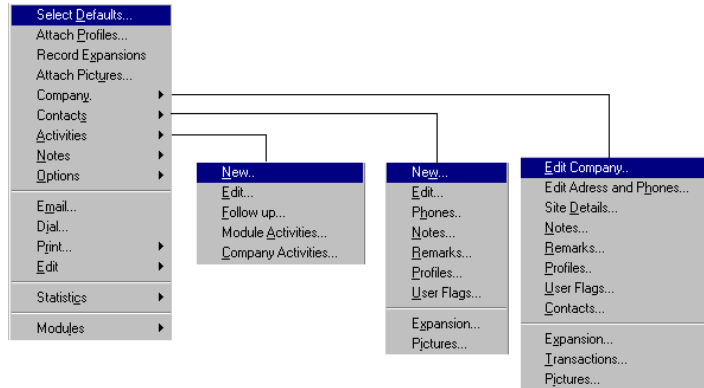 Select Defaults...
Attach Profiles...
Record Expansions
Attach Pictures...
Company.
Contacts
Activities
Notes
Options
Email...
Dial...
Print...
Edit
Statistics
Modules
New..
Edit...
Follow up...
Module Activities...
Company Activities...
New...
Edit...
Phones..
Notes...
Remarks...
Profiles...
User Flags...
Expansion...
Pictures...
Edit Company..
Edit Adress and Phones...
Site Details...
Notes...
Remarks...
Profiles..
User Flags...
Contacts...
Expansion...
Transactions...
Pictures...